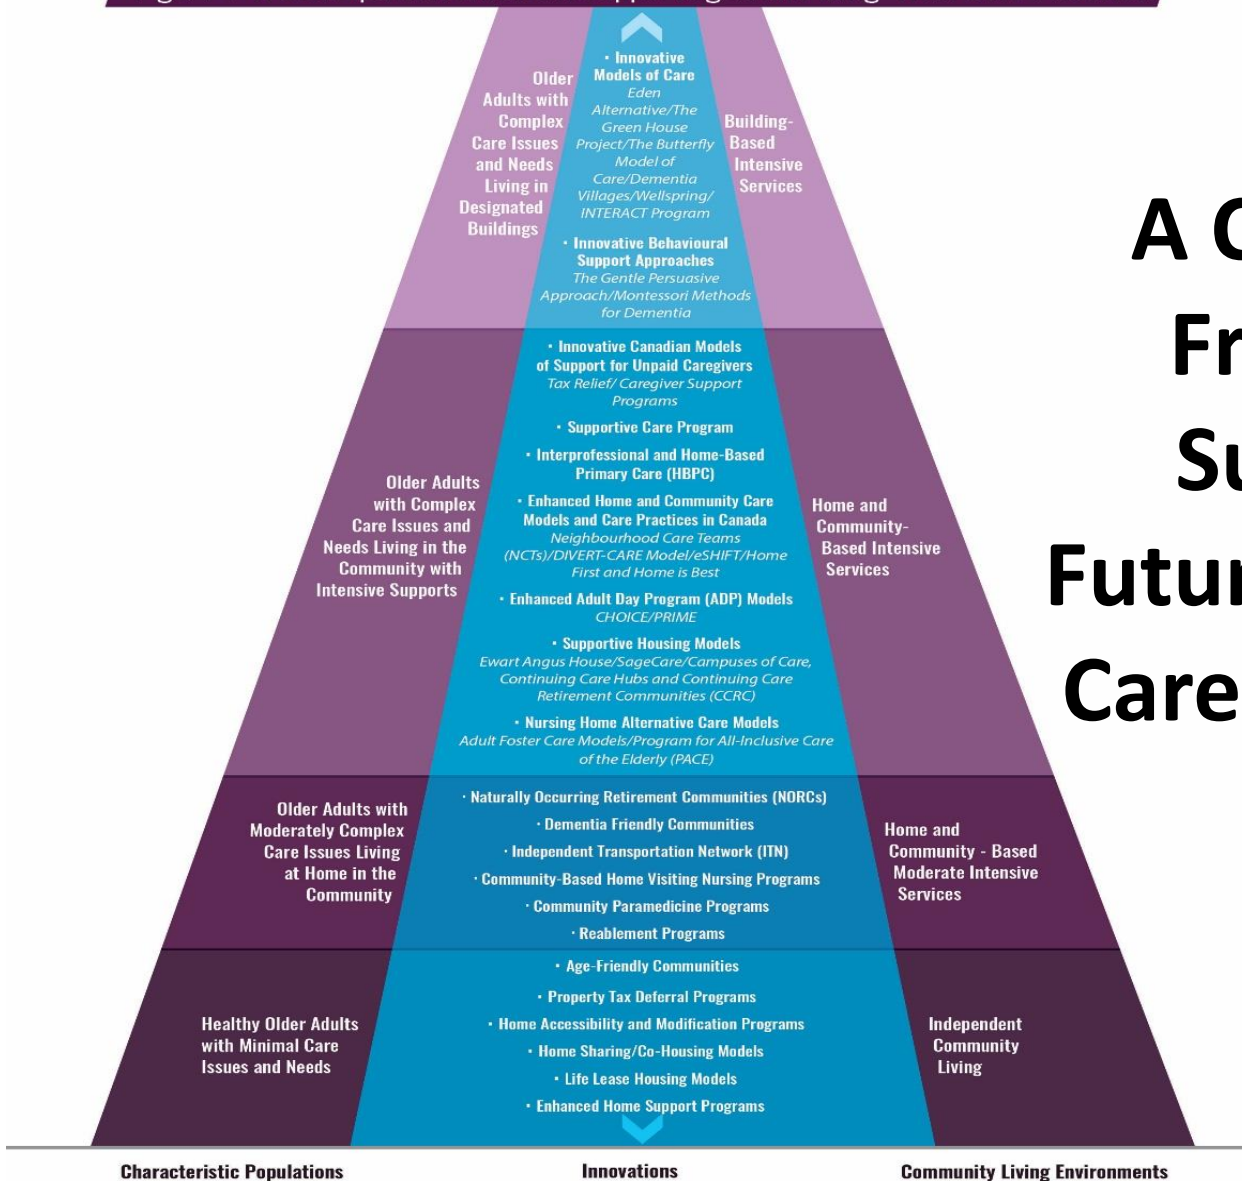 Older
Adults with
Complex
Care Issues
and Needs
Living in
Designated
Buildings
• Innovative
Models of Care
Eden
Alternative/The
Green House
Project/The Butterfly
Model of
Care/Dementia
Villages/Wellspring/
INTERACT Program
• Innovative Behavioural
Support Approaches
The Gentle Persuasive
Approach/Montessori Methods
for Dementia
Building-
Based
Intensive
Services
Older Adults
with Complex
Care Issues and
Needs Living in the
Community with
Intensive Supports
• Innovative Canadian Models
of Support for Unpaid Caregivers
Tax Relief/ Caregiver Support
Programs
• Supportive Care Program
• Interprofessional and Home-Based
Primary Care (HBPC)
• Enhanced Home and Community Care
Models and Care Practices in Canada
Neighbourhood Care Teams
(NCTs)/DIVERT-CARE Model/eSHIFT/Home
First and Home is Best
• Enhanced Adult Day Program (ADP) Models
CHOICE/PRIME
• Supportive Housing Models
Ewart Angus House/SageCare/Campuses of Care,
Continuing Care Hubs and Continuing Care
Retirement Communities (CCRC)
• Nursing Home Alternative Care Models
Adult Foster Care Models/Program for All-Inclusive Care
of the Elderly (PACE)
Home and
Community-
Based Intensive
Services
Older Adults with
Moderately Complex
Care Issues Living
at Home in the
Community
• Naturally Occurring Retirement Communities (NORCs)
• Dementia Friendly Communities
• Independent Transportation Network (ITN)
• Community-Based Home Visiting Nursing Programs
• Community Paramedicine Programs
• Reablement Programs
Home and
Community - Based
Moderate Intensive
Services
Healthy Older Adults
with Minimal Care
Issues and Needs
• Age-Friendly Communities
• Property Tax Deferral Programs
• Home Accessibility and Modification Programs
• Home Sharing/Co-Housing Models
• Life Lease Housing Models
• Enhanced Home Support Programs
Independent
Community
Living
Characteristic Populations
Innovations
Community Living Environments
A C
Fr
Su
Futur
Care